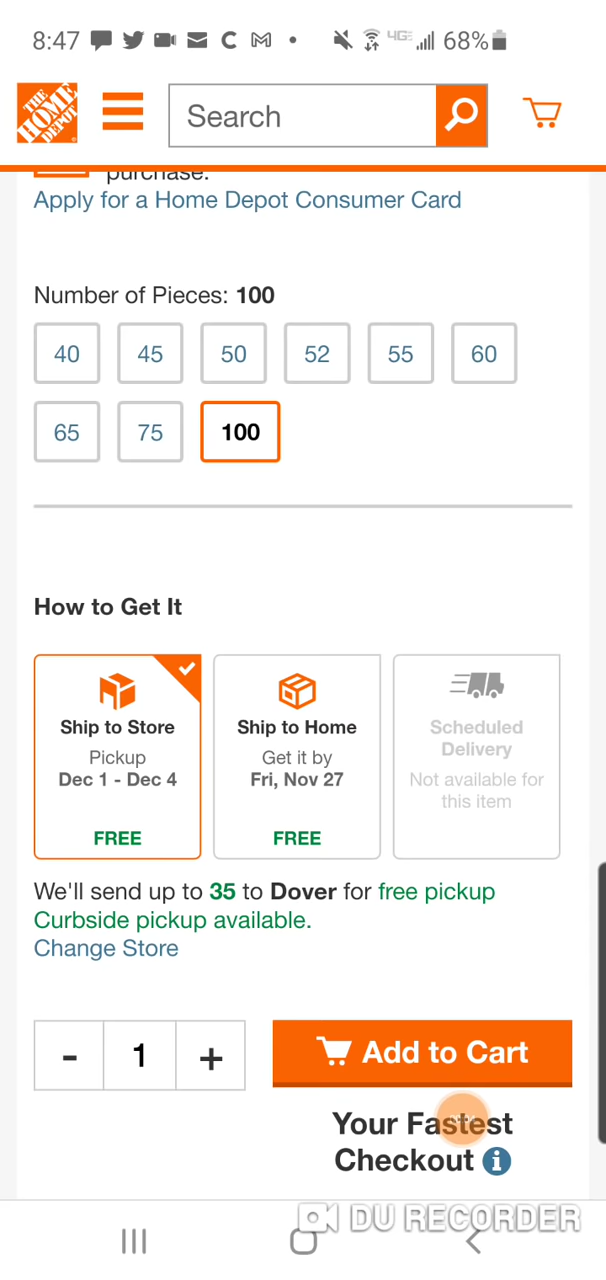 8:47 C M 4GE 68%
THE HOME DEPOT
Search
purchase.
Apply for a Home Depot Consumer Card
Number of Pieces: 100
40 45 50 52 55 60
65 75 100
How to Get It
Ship to Store
Pickup
Dec 1 - Dec 4
FREE
Ship to Home
Get it by
Fri, Nov 27
FREE
Scheduled
Delivery
Not available for
this item
We'll send up to 35 to Dover for free pickup
Curbside pickup available.
Change Store
- 1 +
Add to Cart
Your Fastest
Checkout i
DU RECORDER